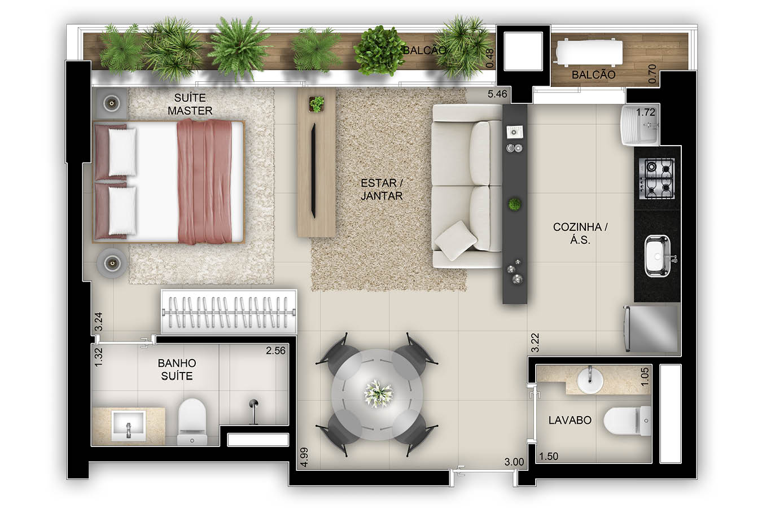 BALCÃO
0.48
BALCÃO
0.70
SUÍTE
MASTER
5.46
1.72
ESTAR /
JANTAR
COZINHA /
Á.S.
3.24
1.32
2.56
BANHO
SUÍTE
3.22
1.05
LAVABO
4.99
3.00
1.50